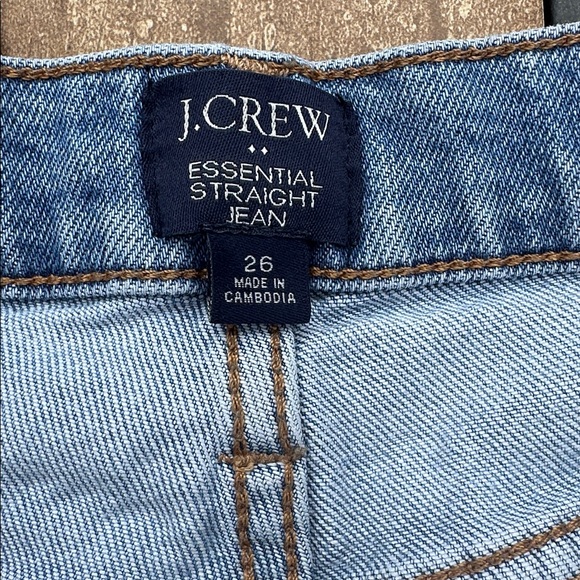 J.CREW
ESSENTIAL
STRAIGHT
JEAN
26
MADE IN
CAMBODIA